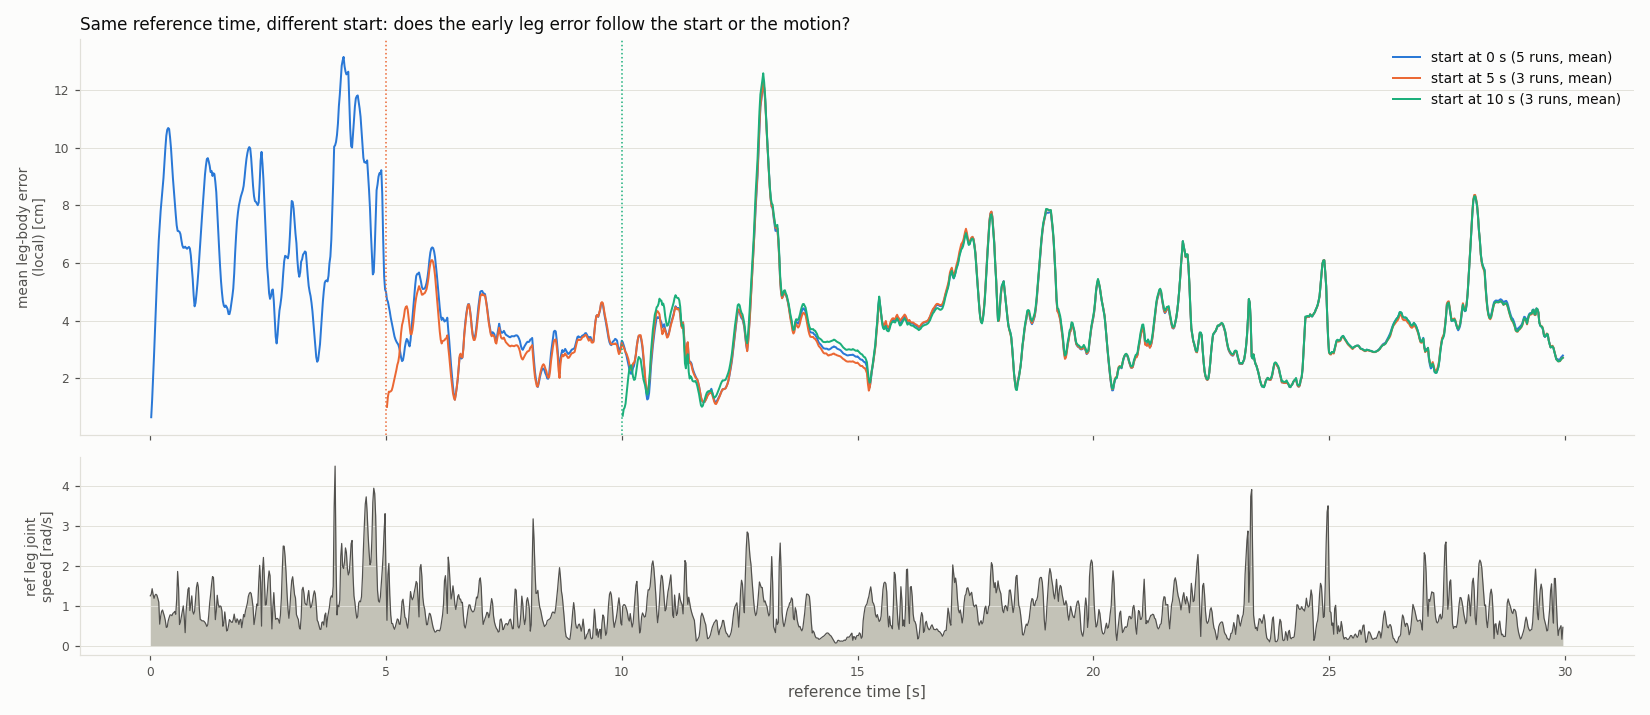 Same reference time, different start: does the early leg error follow the start or the motion?
mean leg-body error
(local) [cm]
12
10
8
6
4
2
start at 0 s (5 runs, mean)
start at 5 s (3 runs, mean)
start at 10 s (3 runs, mean)
ref leg joint
speed [rad/s]
4
3
2
1
0
0
5
10
15
20
25
30
reference time [s]